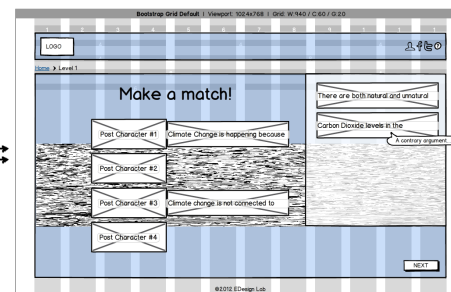 Bootstrap Grid Default | Viewport: 1024x768 | Grid: W:940 / C:60 / G:20
LOGO
Home > Level 1
Make a match!
There are both natural and unnatural
Carbon Dioxide levels in the
A contrary argument...
Post Character #1
Climate Change is happening because
Post Character #2
Post Character #3
Climate change is not connected to
Post Character #4
NEXT
©2012 EDesign Lab